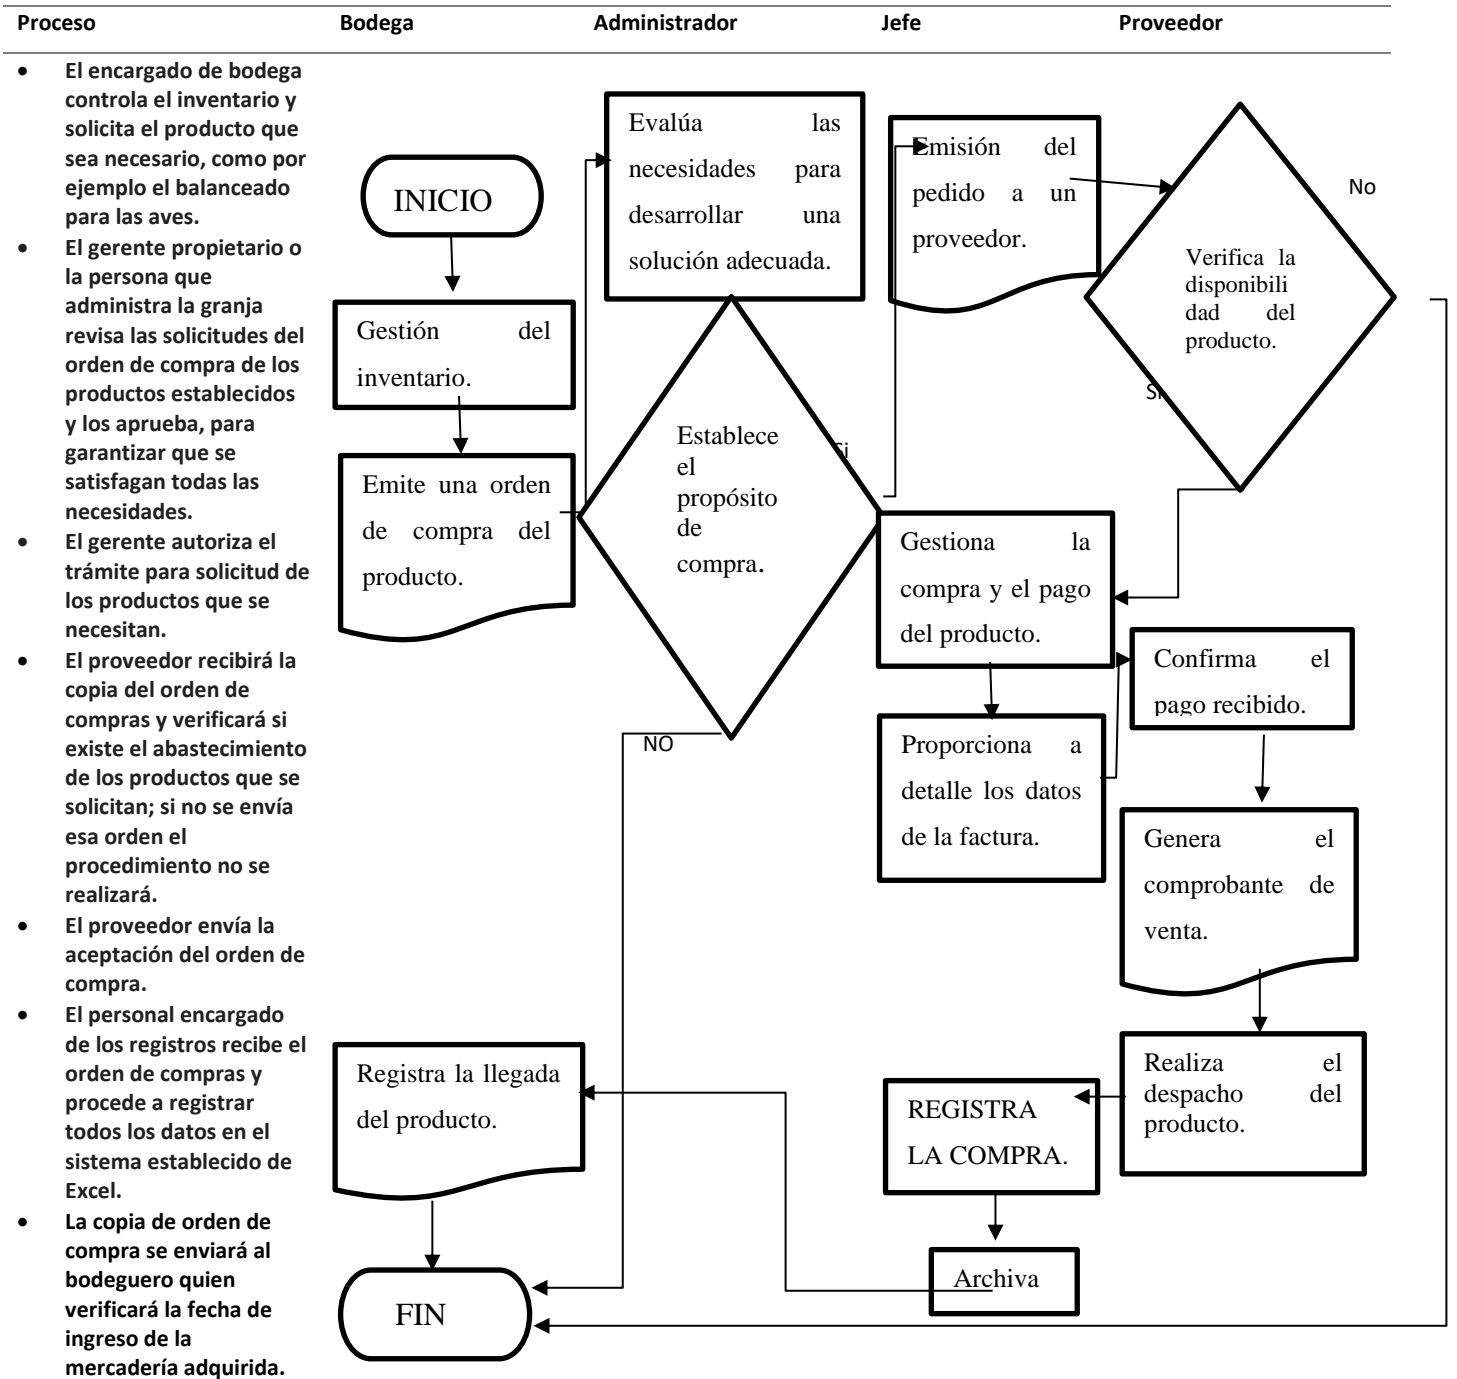 Proceso Bodega Administrador Jefe Proveedor
• El encargado de bodega
controla el inventario y
solicita el producto que
sea necesario, como por
ejemplo el balanceado
para las aves.
• El gerente propietario o
la persona que
administra la granja
revisa las solicitudes del
orden de compra de los
productos establecidos
y los aprueba, para
garantizar que se
satisfagan todas las
necesidades.
• El gerente autoriza el
trámite para solicitud de
los productos que se
necesitan.
• El proveedor recibirá la
copia del orden de
compras y verificará si
existe el abastecimiento
de los productos que se
solicitan; si no se envía
esa orden el
procedimiento no se
realizará.
• El proveedor envía la
aceptación del orden de
compra.
• El personal encargado
de los registros recibe el
orden de compras y
procede a registrar
todos los datos en el
sistema establecido de
Excel.
• La copia de orden de
compra se enviará al
bodeguero quien
verificará la fecha de
ingreso de la
mercadería adquirida.
INICIO
Gestión del
inventario.
Emite una orden
de compra del
producto.
Evalúa las
necesidades para
desarrollar una
solución adecuada.
Establece
el
propósito
de
compra.
Si
NO
Emisión del
pedido a un
proveedor.
Verifica la
disponibili
dad del
producto.
No
Si
Gestiona la
compra y el pago
del producto.
Proporciona a
detalle los datos
de la factura.
Confirma el
pago recibido.
Genera el
comprobante de
venta.
Realiza el
despacho del
producto.
REGISTRA
LA COMPRA.
Archiva
Registra la llegada
del producto.
FIN